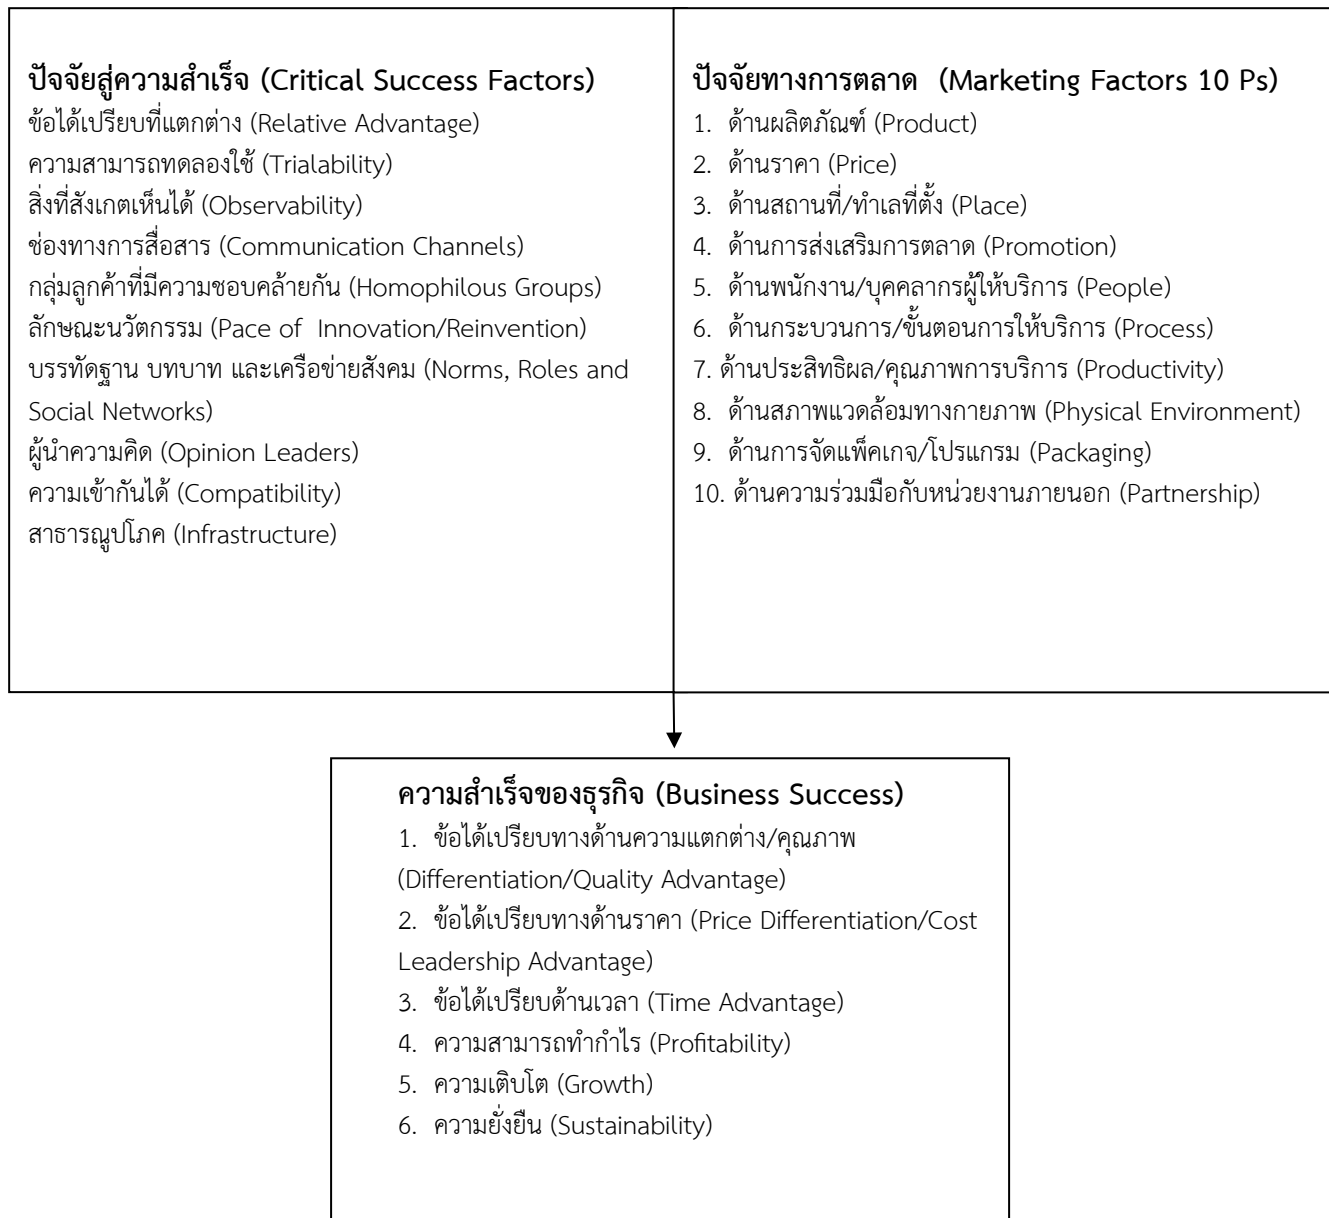 ปัจจัยสู่ความสำเร็จ (Critical Success Factors)
ข้อได้เปรียบที่แตกต่าง (Relative Advantage)
ความสามารถทดลองใช้ (Trialability)
สิ่งที่สังเกตเห็นได้ (Observability)
ช่องทางการสื่อสาร (Communication Channels)
กลุ่มลูกค้าที่มีความชอบคล้ายกัน (Homophilous Groups)
ลักษณะนวัตกรรม (Pace of Innovation/Reinvention)
บรรทัดฐาน บทบาท และเครือข่ายสังคม (Norms, Roles and
Social Networks)
ผู้นำความคิด (Opinion Leaders)
ความเข้ากันได้ (Compatibility)
สาธารณูปโภค (Infrastructure)
ปัจจัยทางการตลาด (Marketing Factors 10 Ps)
1. ด้านผลิตภัณฑ์ (Product)
2. ด้านราคา (Price)
3. ด้านสถานที่/ทำเลที่ตั้ง (Place)
4. ด้านการส่งเสริมการตลาด (Promotion)
5. ด้านพนักงาน/บุคคลากรผู้ให้บริการ (People)
6. ด้านกระบวนการ/ขั้นตอนการให้บริการ (Process)
7. ด้านประสิทธิผล/คุณภาพการบริการ (Productivity)
8. ด้านสภาพแวดล้อมทางกายภาพ (Physical Environment)
9. ด้านการจัดแพ็คเกจ/โปรแกรม (Packaging)
10. ด้านความร่วมมือกับหน่วยงานภายนอก (Partnership)
ความสำเร็จของธุรกิจ (Business Success)
1. ข้อได้เปรียบทางด้านความแตกต่าง/คุณภาพ
(Differentiation/Quality Advantage)
2. ข้อได้เปรียบทางด้านราคา (Price Differentiation/Cost
Leadership Advantage)
3. ข้อได้เปรียบด้านเวลา (Time Advantage)
4. ความสามารถทำกำไร (Profitability)
5. ความเติบโต (Growth)
6. ความยั่งยืน (Sustainability)